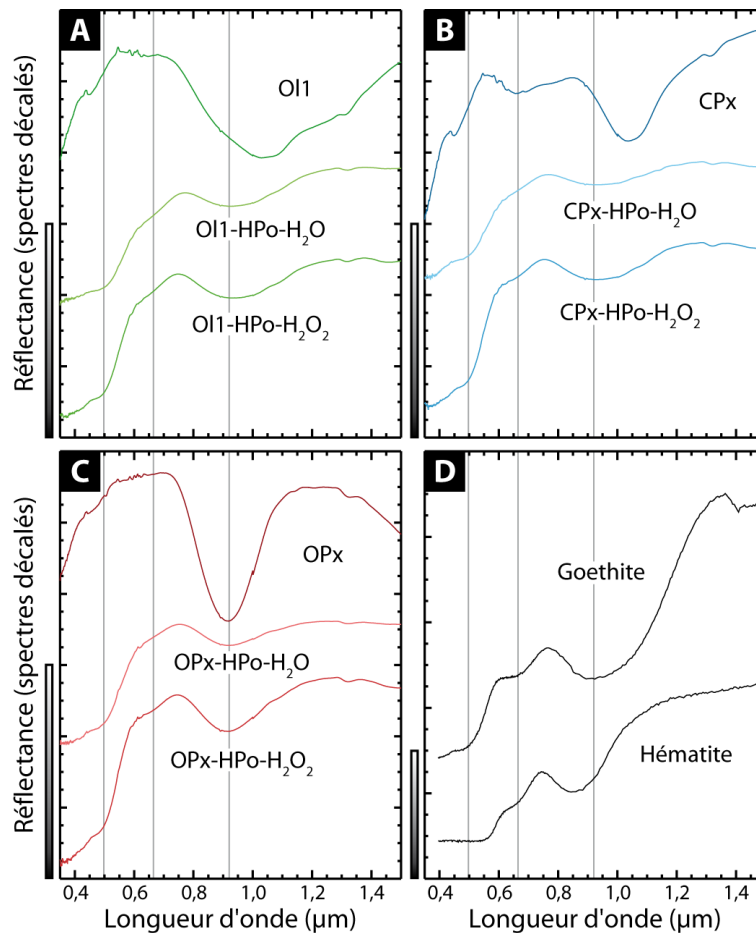 A
Ol1
Ol1-HPo-H₂O
Ol1-HPo-H₂O₂
B
CPx
CPx-HPo-H₂O
CPx-HPo-H₂O₂
Réflectance (spectres décalés)
C
OPx
OPx-HPo-H₂O
OPx-HPo-H₂O₂
D
Goethite
Hématite
Réflectance (spectres décalés)
0,4 0,6 0,8 1,0 1,2 1,4
0,4 0,6 0,8 1,0 1,2 1,4
Longueur d'onde (µm)
Longueur d'onde (µm)